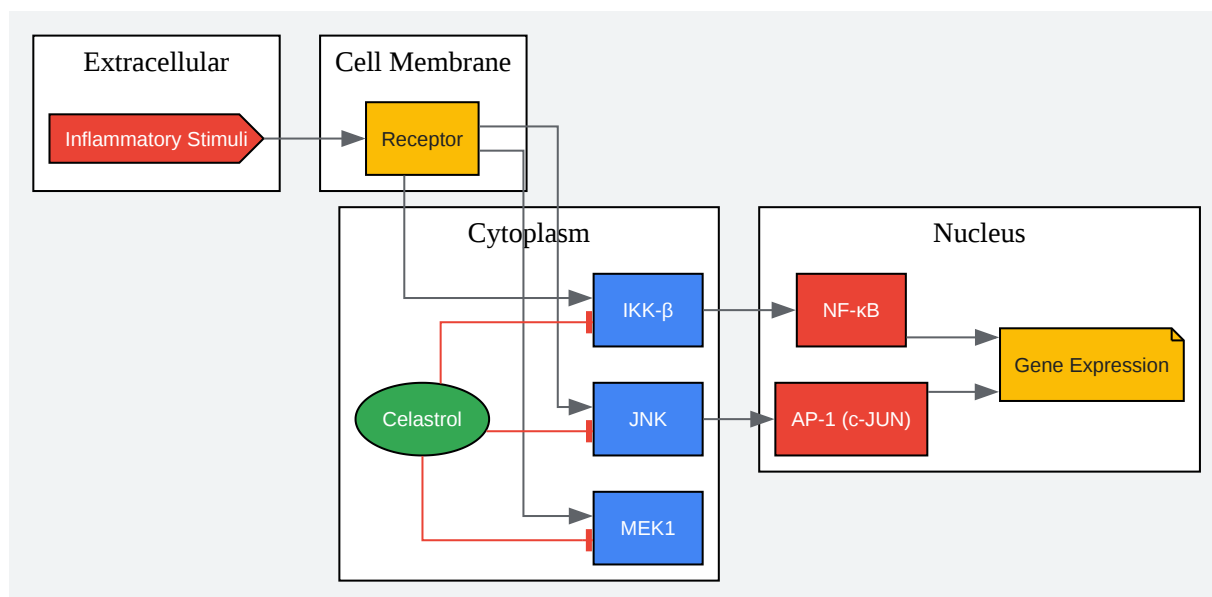 Extracellular
Cell Membrane
Inflammatory Stimuli
Receptor
Cytoplasm
Nucleus
IKK-β
NF-κB
Gene Expression
Celastrol
JNK
AP-1 (c-JUN)
MEK1